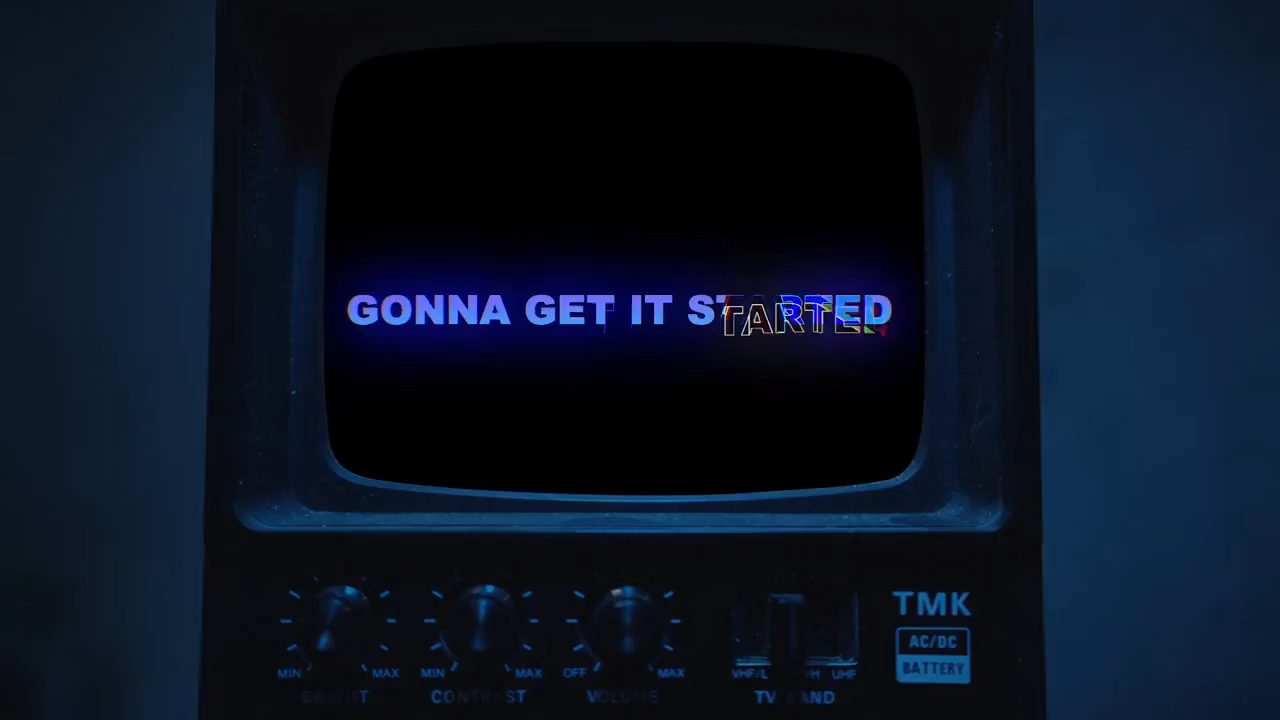 GONNA GET IT STARTED
TMK
AC/DC
BATTERY
MIN MAX MIN MAX OFF MAX VHF/L /H UHF
BRIGHT CONTRAST VOLUME TV BAND